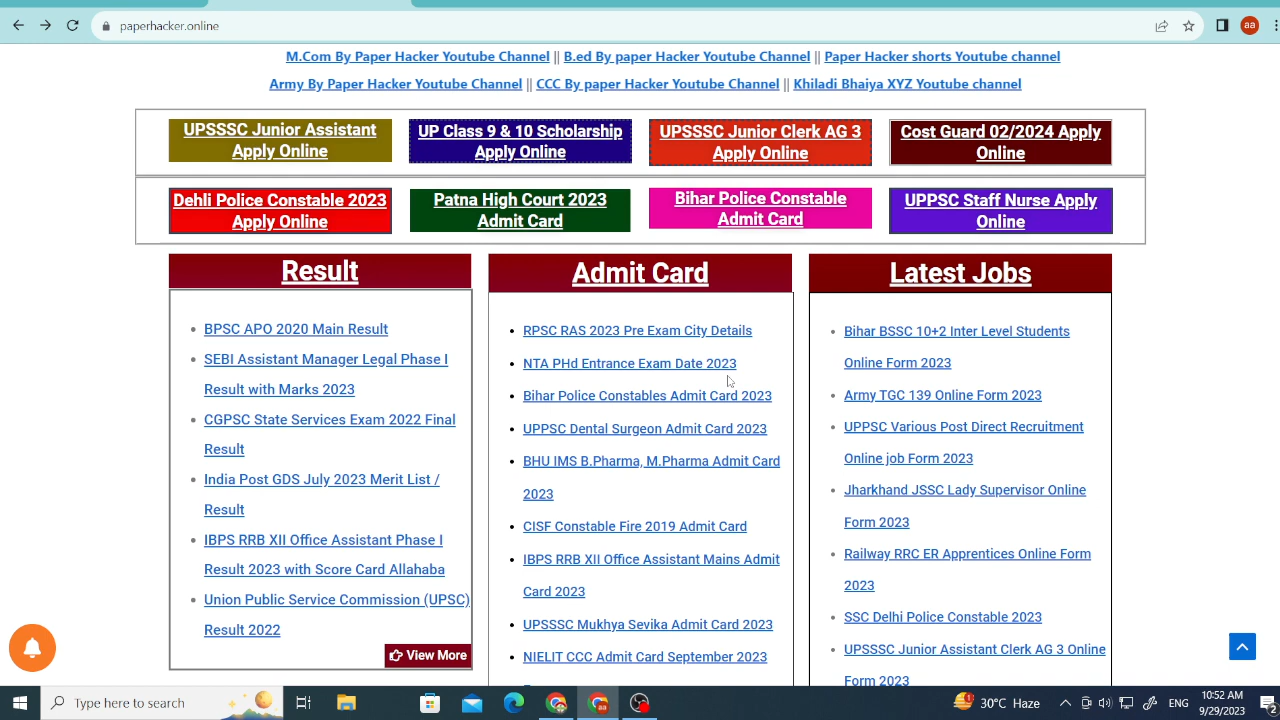 paperhacker.online
aa
M.Com By Paper Hacker Youtube Channel || B.ed By paper Hacker Youtube Channel || Paper Hacker shorts Youtube channel
Army By Paper Hacker Youtube Channel || CCC By paper Hacker Youtube Channel || Khiladi Bhaiya XYZ Youtube channel
UPSSSC Junior Assistant
Apply Online
UP Class 9 & 10 Scholarship
Apply Online
UPSSSC Junior Clerk AG 3
Apply Online
Cost Guard 02/2024 Apply
Online
Dehli Police Constable 2023
Apply Online
Patna High Court 2023
Admit Card
Bihar Police Constable
Admit Card
UPPSC Staff Nurse Apply
Online
Result
BPSC APO 2020 Main Result
SEBI Assistant Manager Legal Phase I
Result with Marks 2023
CGPSC State Services Exam 2022 Final
Result
India Post GDS July 2023 Merit List /
Result
IBPS RRB XII Office Assistant Phase I
Result 2023 with Score Card Allahaba
Union Public Service Commission (UPSC)
Result 2022
View More
Admit Card
RPSC RAS 2023 Pre Exam City Details
NTA PHd Entrance Exam Date 2023
Bihar Police Constables Admit Card 2023
UPPSC Dental Surgeon Admit Card 2023
BHU IMS B.Pharma, M.Pharma Admit Card
2023
CISF Constable Fire 2019 Admit Card
IBPS RRB XII Office Assistant Mains Admit
Card 2023
UPSSSC Mukhya Sevika Admit Card 2023
NIELIT CCC Admit Card September 2023
Latest Jobs
Bihar BSSC 10+2 Inter Level Students
Online Form 2023
Army TGC 139 Online Form 2023
UPPSC Various Post Direct Recruitment
Online job Form 2023
Jharkhand JSSC Lady Supervisor Online
Form 2023
Railway RRC ER Apprentices Online Form
2023
SSC Delhi Police Constable 2023
UPSSSC Junior Assistant Clerk AG 3 Online
Form 2023
Type here to search
aa
1
30°C Haze
ENG
10:52 AM
9/29/2023
2